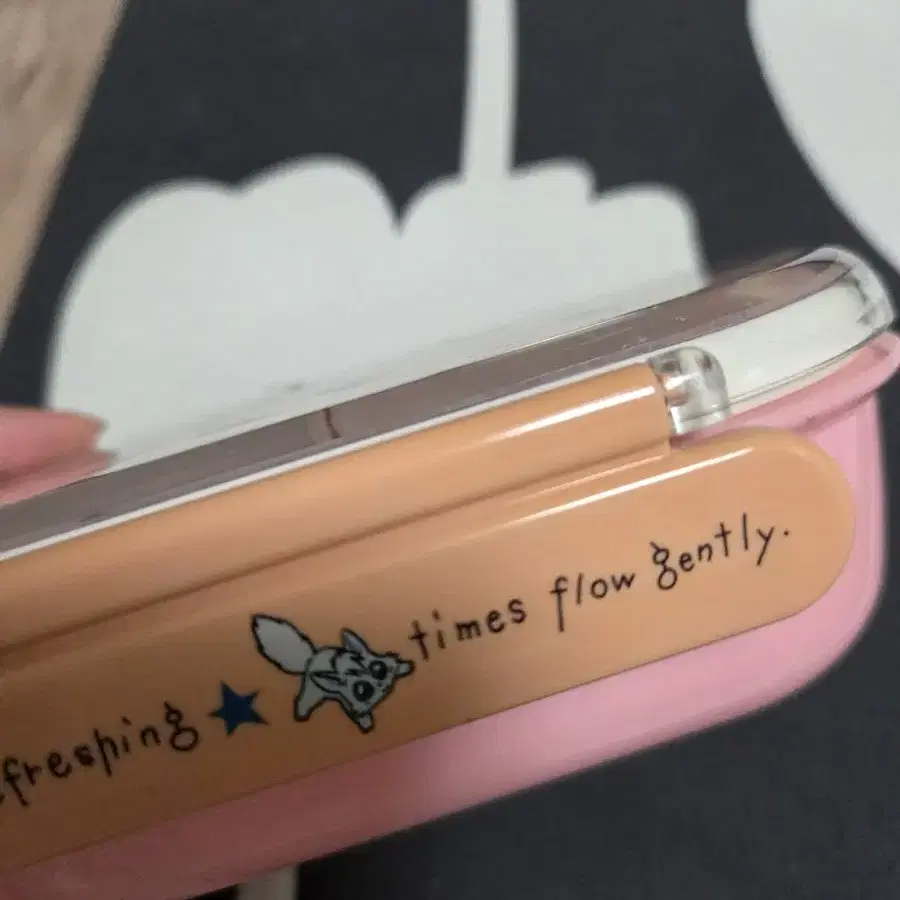 freshing ★ times flow gently.